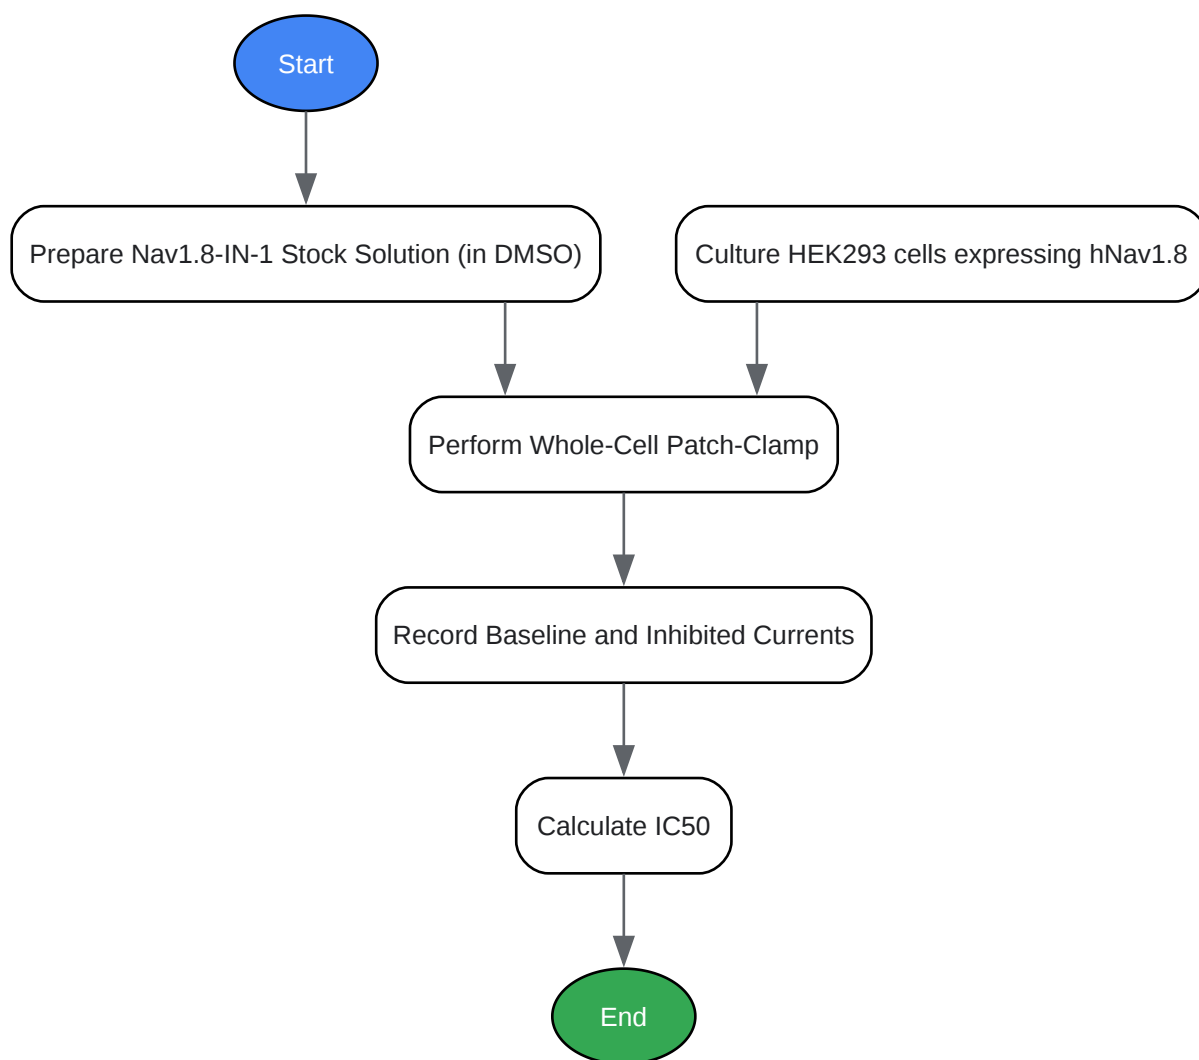 Start
Prepare Nav1.8-IN-1 Stock Solution (in DMSO)
Culture HEK293 cells expressing hNav1.8
Perform Whole-Cell Patch-Clamp
Record Baseline and Inhibited Currents
Calculate IC50
End